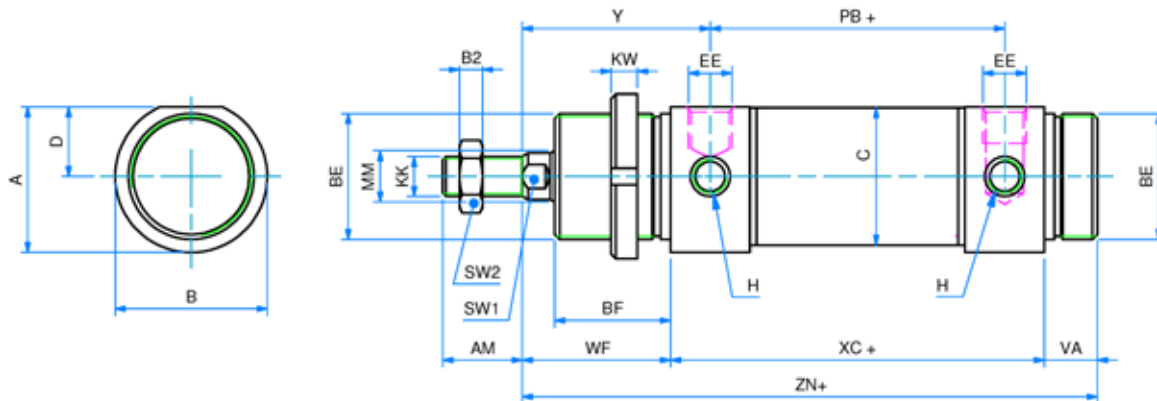 Y
PB +
B2
KW
EE
EE
D
A
BE
MM
KK
C
BE
SW2
SW1
H
H
B
BF
AM
WF
XC +
VA
ZN+